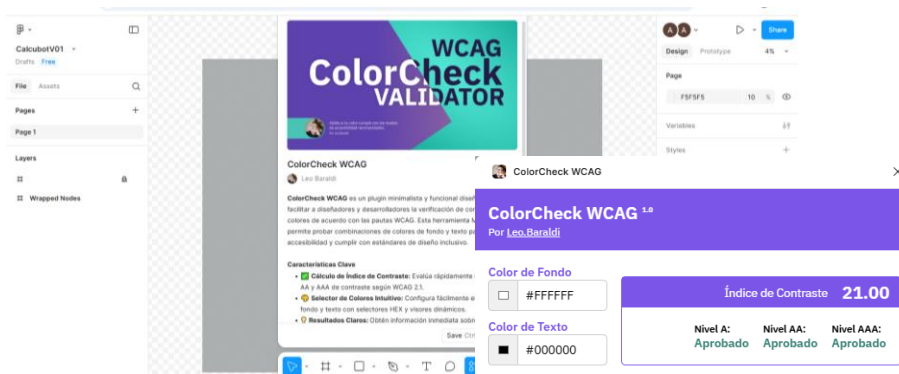 CalcubotV01
Drafts Free
File Assets
Pages
Page 1
Layers
Wrapped Nodes
WCAG
ColorCheck
VALIDATOR
ColorCheck WCAG
Leo Baraldi
ColorCheck WCAG es un plugin minimalista y funcional
facilitar a diseñadores y desarrolladores la verificación de
colores de acuerdo con las pautas WCAG. Esta herramienta
permite probar combinaciones de colores de fondo y texto
accesibilidad y cumplir con estándares de diseño inclusivo.
Características Clave
• ✅ Cálculo de Índice de Contraste: Evalúa rápidamente
AA y AAA de contraste según WCAG 2.1.
• 🎨 Selector de Colores Intuitivo: Configura fácilmente
fondo y texto con selectores HEX y visores dinámicos.
• 💡 Resultados Claros: Obtén información inmediata
Save
A A
Share
Design Prototype 4%
Page
F5F5F5 10 %
Variables
Styles
ColorCheck WCAG
ColorCheck WCAG 1.0
Por Leo.Baraldi
Color de Fondo
#FFFFFF
Color de Texto
#000000
Índice de Contraste 21.00
Nivel A: Nivel AA: Nivel AAA:
Aprobado Aprobado Aprobado